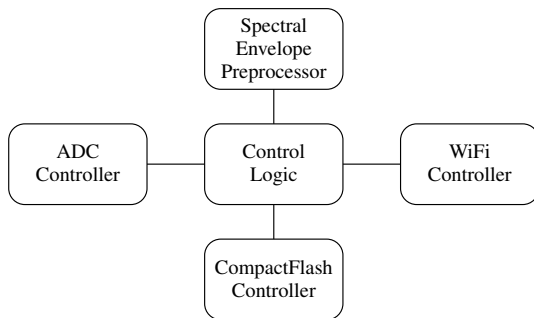 Spectral
Envelope
Preprocessor
ADC
Controller
Control
Logic
WiFi
Controller
CompactFlash
Controller